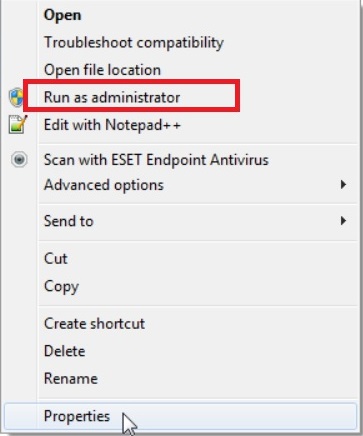 Open
Troubleshoot compatibility
Open file location
Run as administrator
Edit with Notepad++
Scan with ESET Endpoint Antivirus
Advanced options
Send to
Cut
Copy
Create shortcut
Delete
Rename
Properties